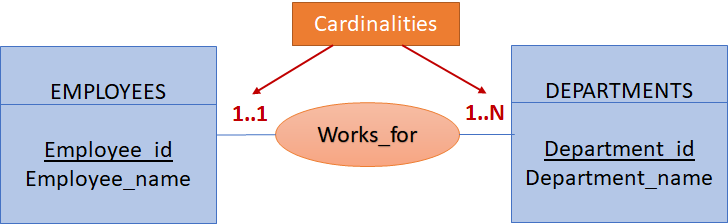 Cardinalities
EMPLOYEES
DEPARTMENTS
1..1
1..N
Works_for
Employee_id
Employee_name
Department_id
Department_name